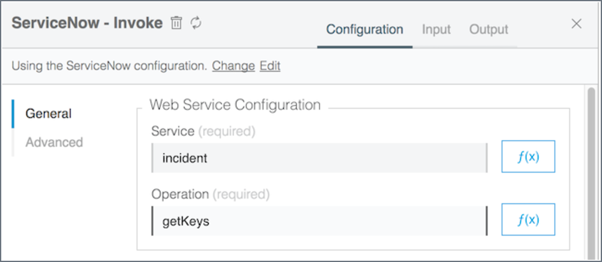 ServiceNow - Invoke
Configuration Input Output
Using the ServiceNow configuration. Change Edit
General
Advanced
Web Service Configuration
Service (required)
incident
ƒ(x)
Operation (required)
getKeys
ƒ(x)